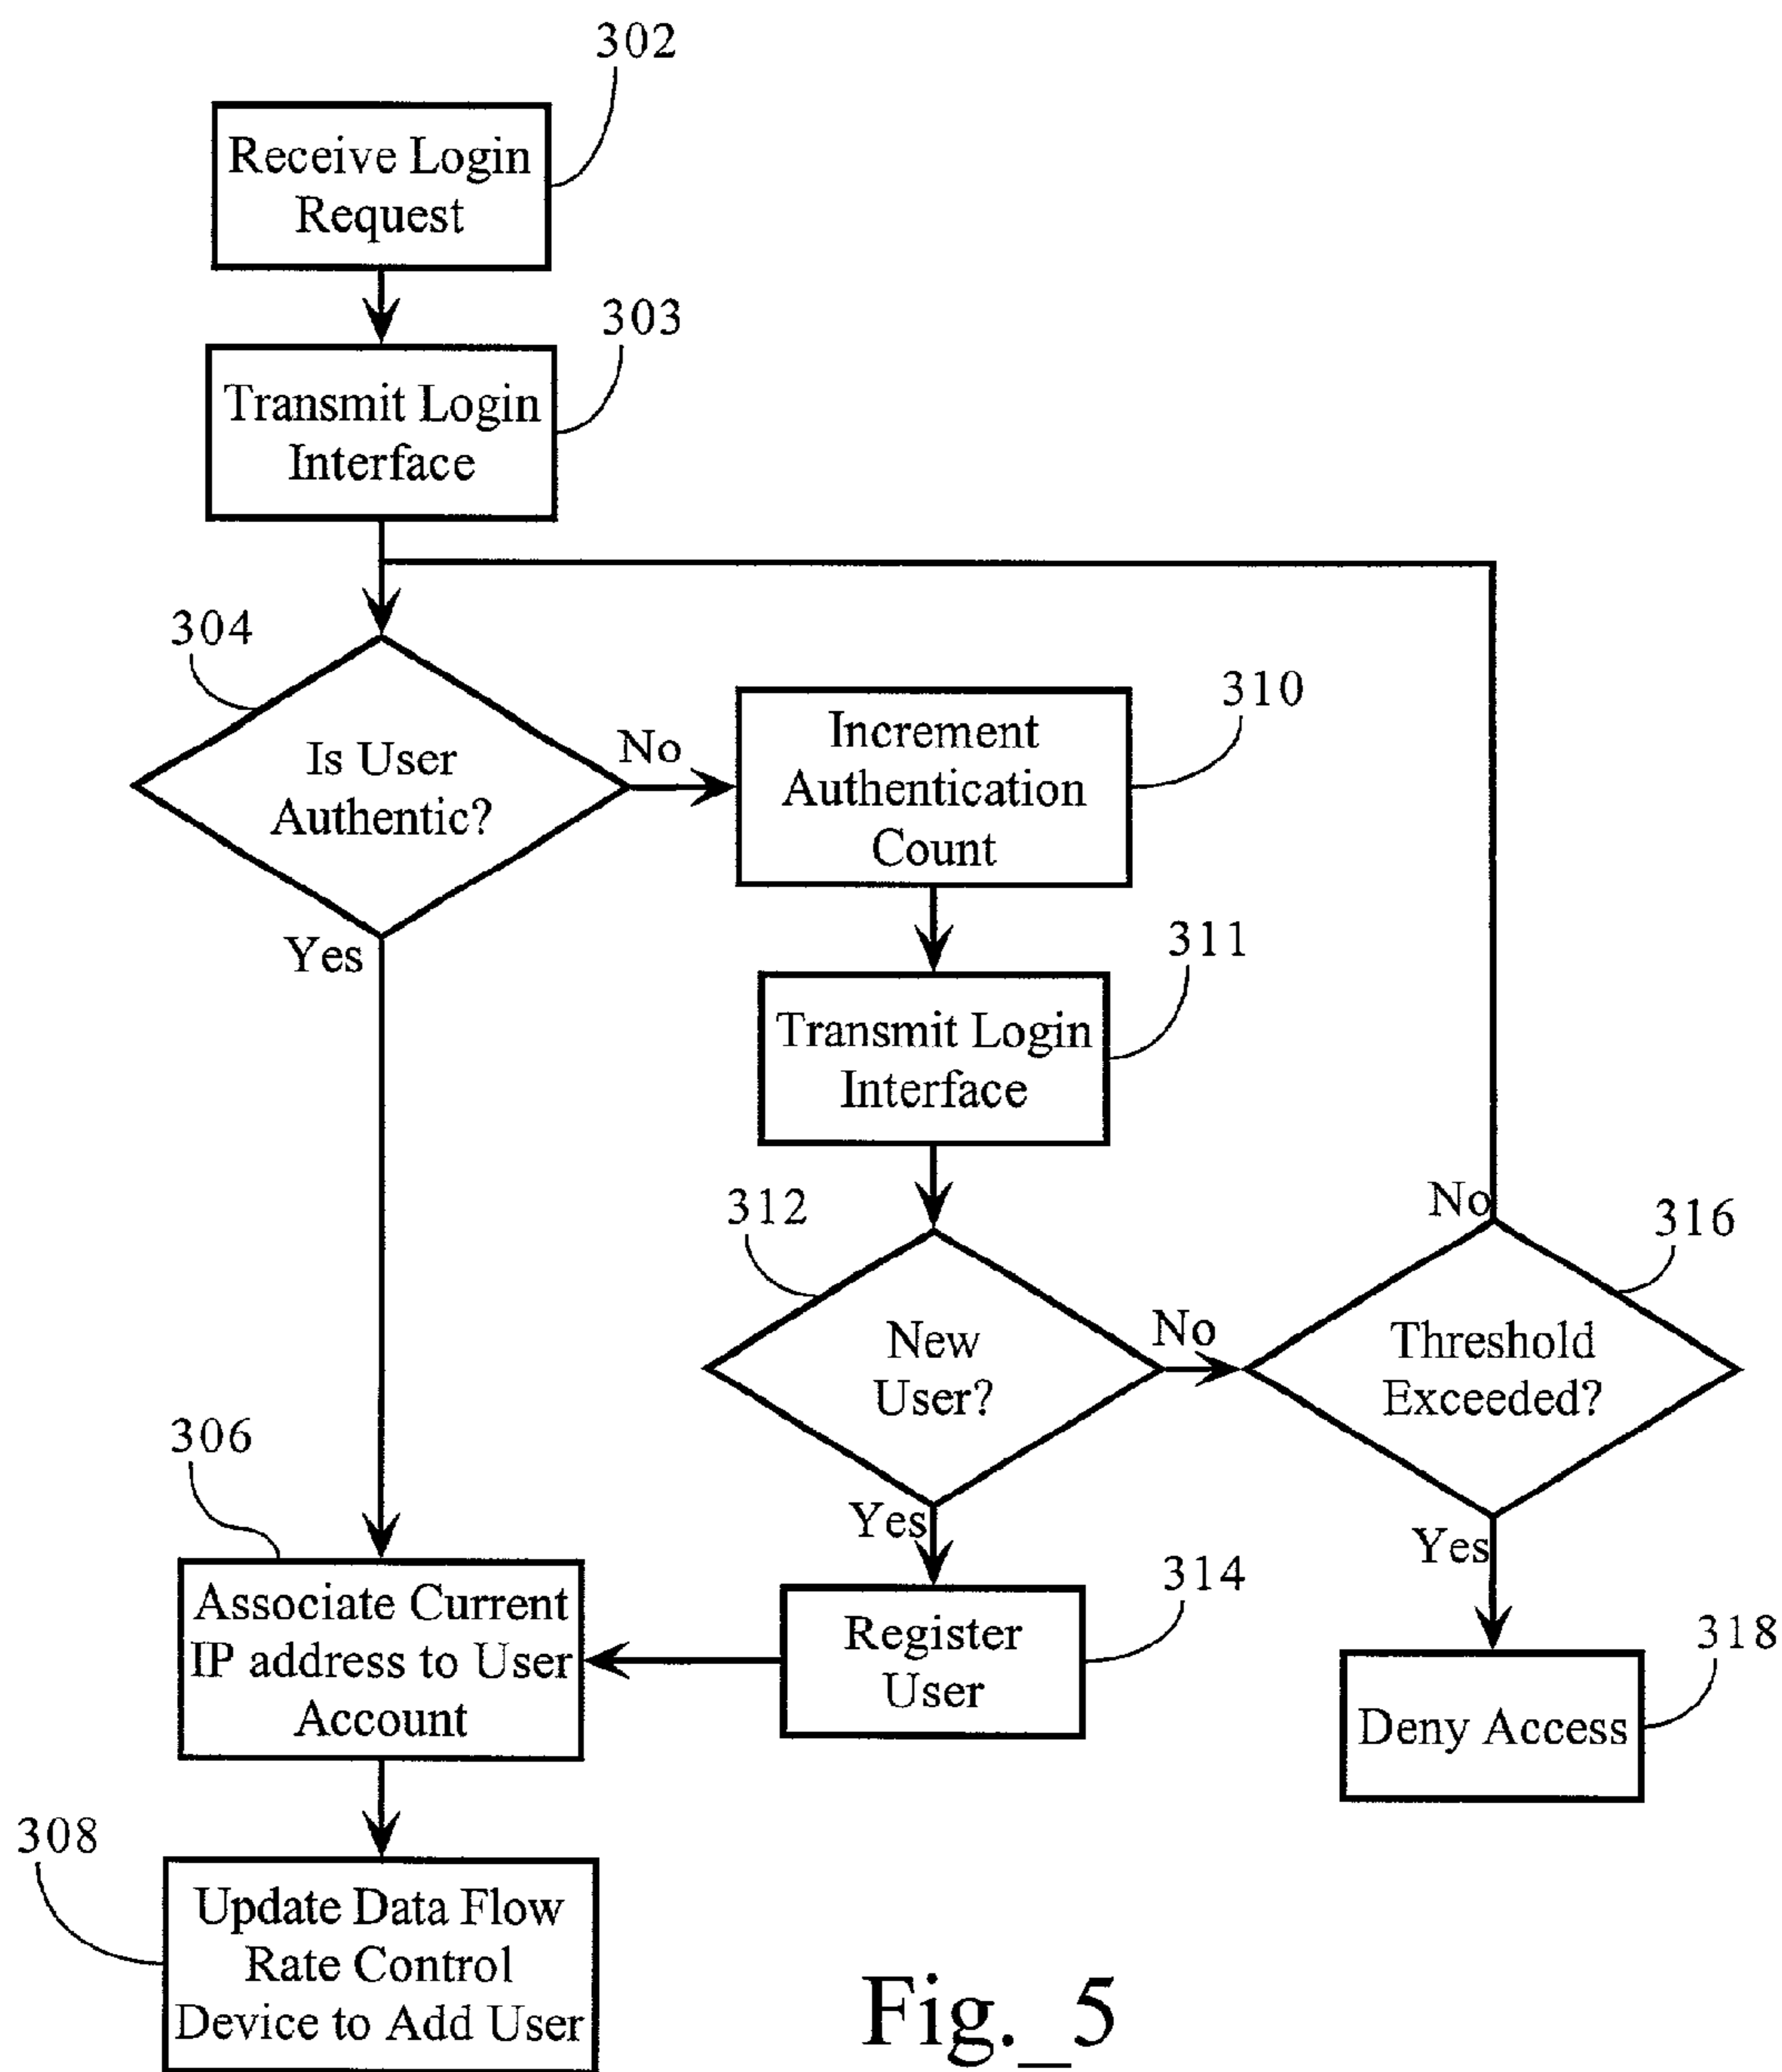 302
Receive Login
Request
303
Transmit Login
Interface
304
Is User
Authentic?
No
Yes
310
Increment
Authentication
Count
311
Transmit Login
Interface
312
New
User?
No
Yes
No
316
Threshold
Exceeded?
Yes
306
Associate Current
IP address to User
Account
314
Register
User
318
Deny Access
308
Update Data Flow
Rate Control
Device to Add User
Fig._5